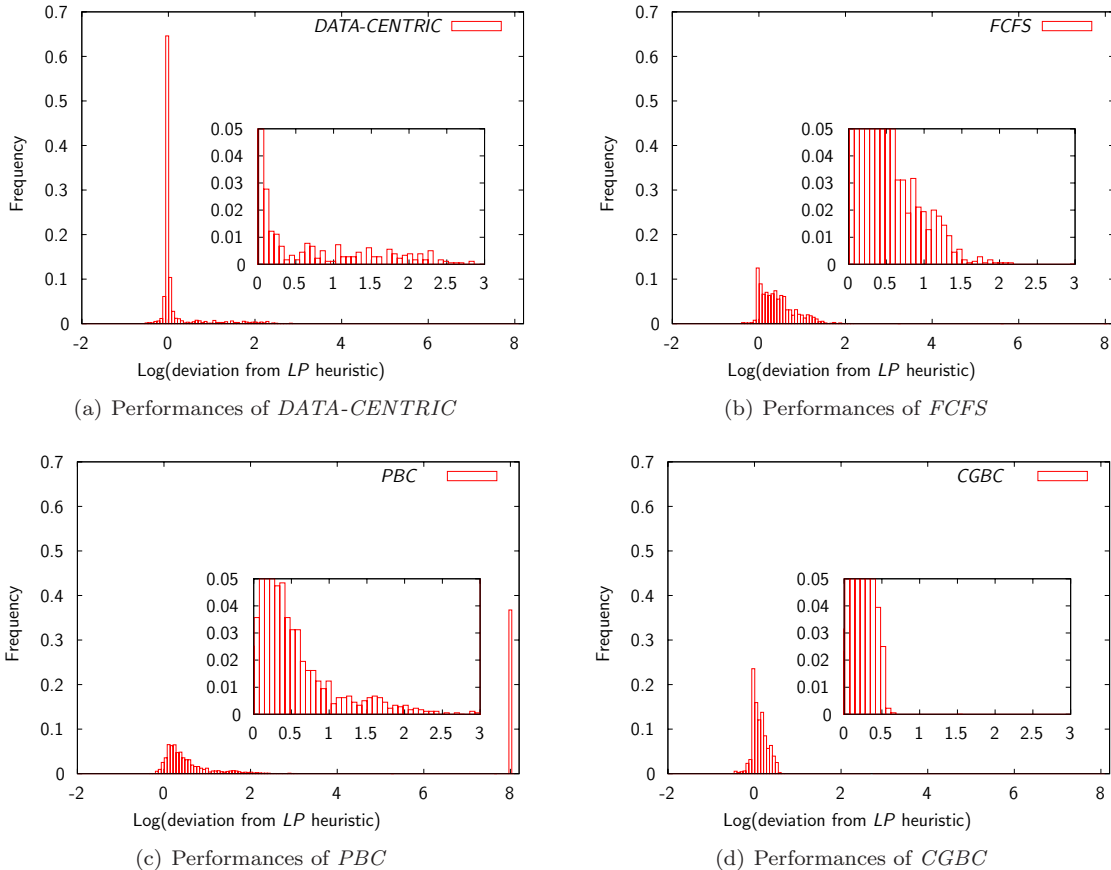 DATA-CENTRIC
0.7
0.6
0.5
0.4
0.3
0.2
0.1
0
Frequency
0.05
0.04
0.03
0.02
0.01
0
0 0.5 1 1.5 2 2.5 3
-2 0 2 4 6 8
Log(deviation from LP heuristic)
(a) Performances of DATA-CENTRIC
FCFS
0.7
0.6
0.5
0.4
0.3
0.2
0.1
0
Frequency
0.05
0.04
0.03
0.02
0.01
0
0 0.5 1 1.5 2 2.5 3
-2 0 2 4 6 8
Log(deviation from LP heuristic)
(b) Performances of FCFS
PBC
0.7
0.6
0.5
0.4
0.3
0.2
0.1
0
Frequency
0.05
0.04
0.03
0.02
0.01
0
0 0.5 1 1.5 2 2.5 3
-2 0 2 4 6 8
Log(deviation from LP heuristic)
(c) Performances of PBC
CGBC
0.7
0.6
0.5
0.4
0.3
0.2
0.1
0
Frequency
0.05
0.04
0.03
0.02
0.01
0
0 0.5 1 1.5 2 2.5 3
-2 0 2 4 6 8
Log(deviation from LP heuristic)
(d) Performances of CGBC